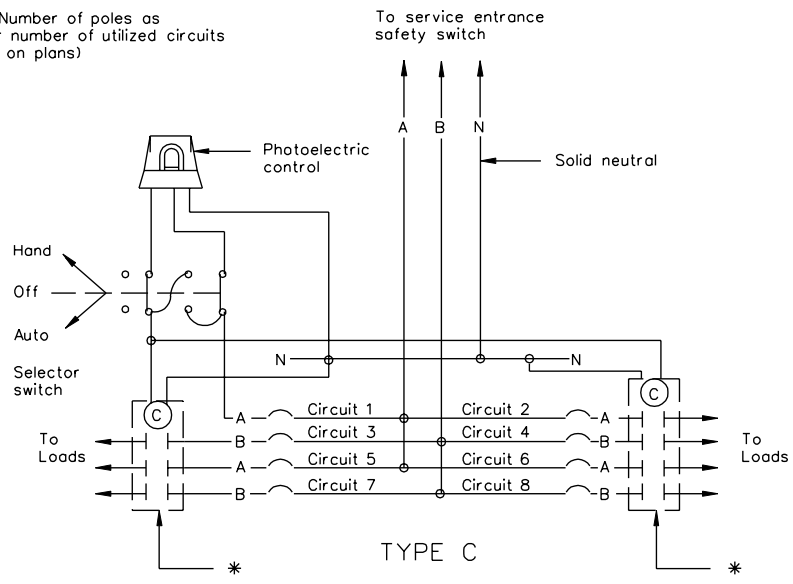 Number of poles as
number of utilized circuits
on plans)
To service entrance
safety switch
A B N
Photoelectric
control
Solid neutral
Hand
Off
Auto
Selector
switch
N N
C C
A Circuit 1 Circuit 2 A
B Circuit 3 Circuit 4 B
To
Loads
To
Loads
A Circuit 5 Circuit 6 A
B Circuit 7 Circuit 8 B
TYPE C
* *